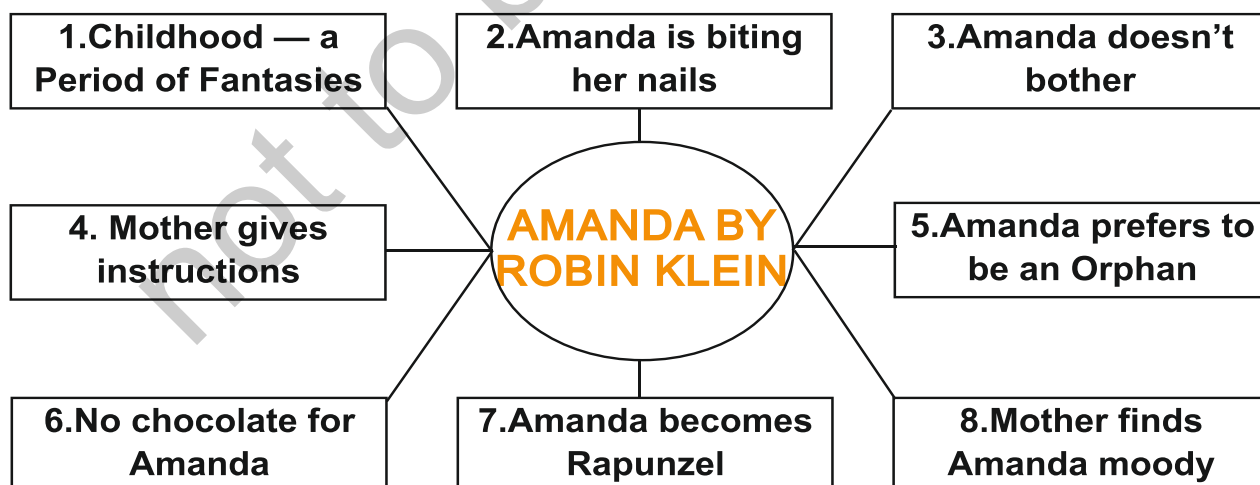 1.Childhood — a
Period of Fantasies
2.Amanda is biting
her nails
3.Amanda doesn't
bother
4. Mother gives
instructions
AMANDA BY
ROBIN KLEIN
5.Amanda prefers to
be an Orphan
6.No chocolate for
Amanda
7.Amanda becomes
Rapunzel
8.Mother finds
Amanda moody
not to